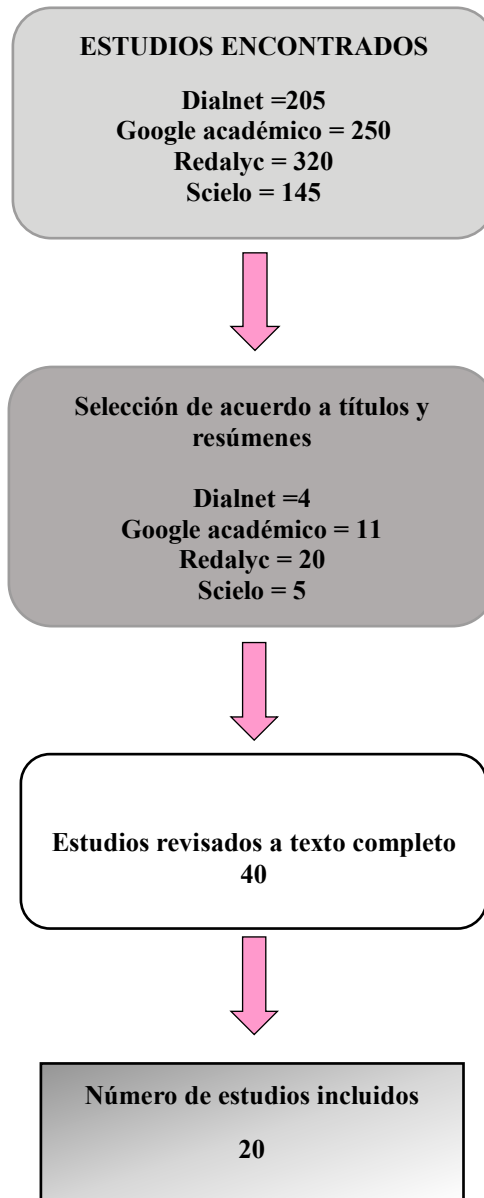 ESTUDIOS ENCONTRADOS
Dialnet =205
Google académico = 250
Redalyc = 320
Scielo = 145
Selección de acuerdo a títulos y
resúmenes
Dialnet =4
Google académico = 11
Redalyc = 20
Scielo = 5
Estudios revisados a texto completo
40
Número de estudios incluidos
20